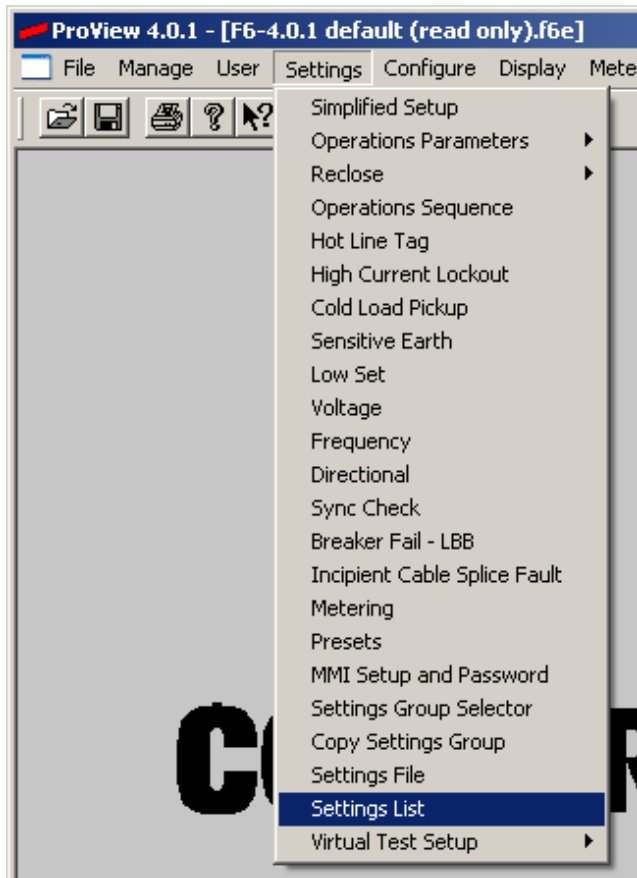 ProView 4.0.1 - [F6-4.0.1 default (read only).f6e]
File Manage User Settings Configure Display Mete
Simplified Setup
Operations Parameters
Reclose
Operations Sequence
Hot Line Tag
High Current Lockout
Cold Load Pickup
Sensitive Earth
Low Set
Voltage
Frequency
Directional
Sync Check
Breaker Fail - LBB
Incipient Cable Splice Fault
Metering
Presets
MMI Setup and Password
Settings Group Selector
Copy Settings Group
Settings File
Settings List
Virtual Test Setup